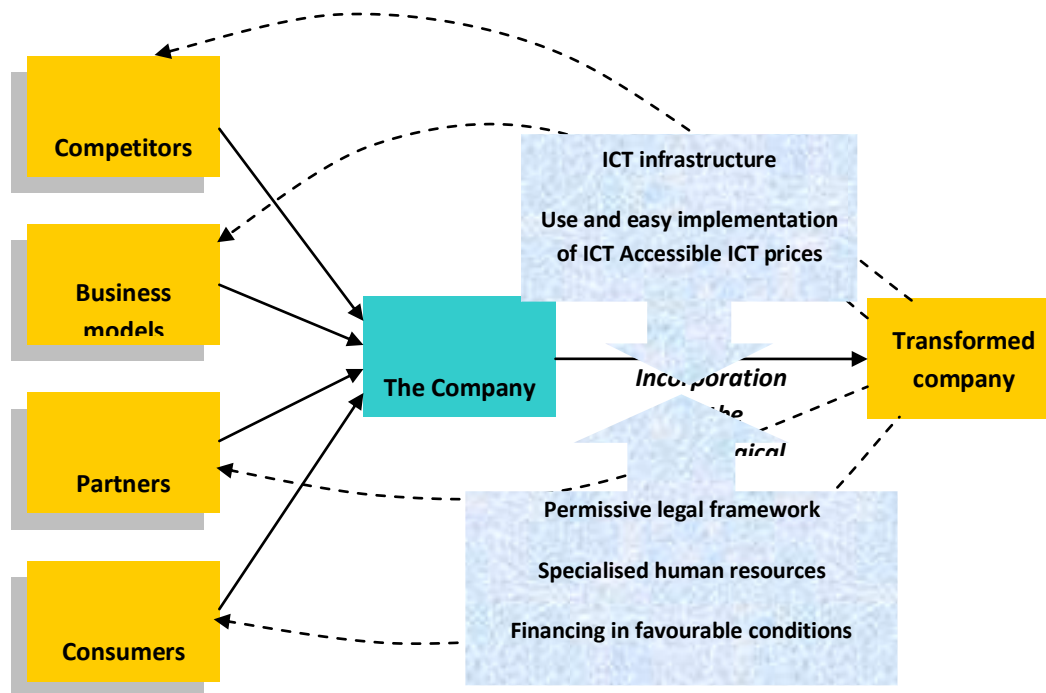 Competitors
Business
models
Partners
Consumers
The Company
ICT infrastructure
Use and easy implementation
of ICT Accessible ICT prices
Incorporation
Permissive legal framework
Specialised human resources
Financing in favourable conditions
Transformed
company